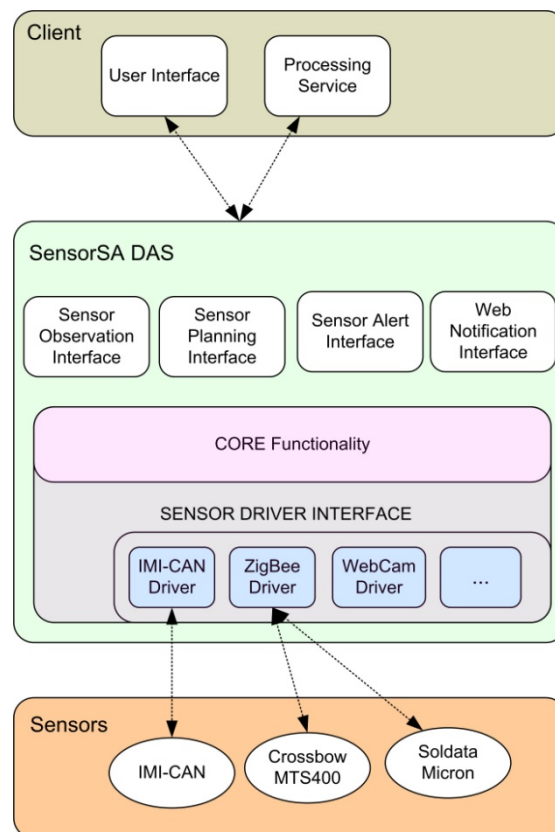 Client
User Interface
Processing
Service
SensorSA DAS
Sensor
Observation
Interface
Sensor
Planning
Interface
Sensor Alert
Interface
Web
Notification
Interface
CORE Functionality
SENSOR DRIVER INTERFACE
IMI-CAN
Driver
ZigBee
Driver
WebCam
Driver
...
Sensors
IMI-CAN
Crossbow
MTS400
Soldata
Micron